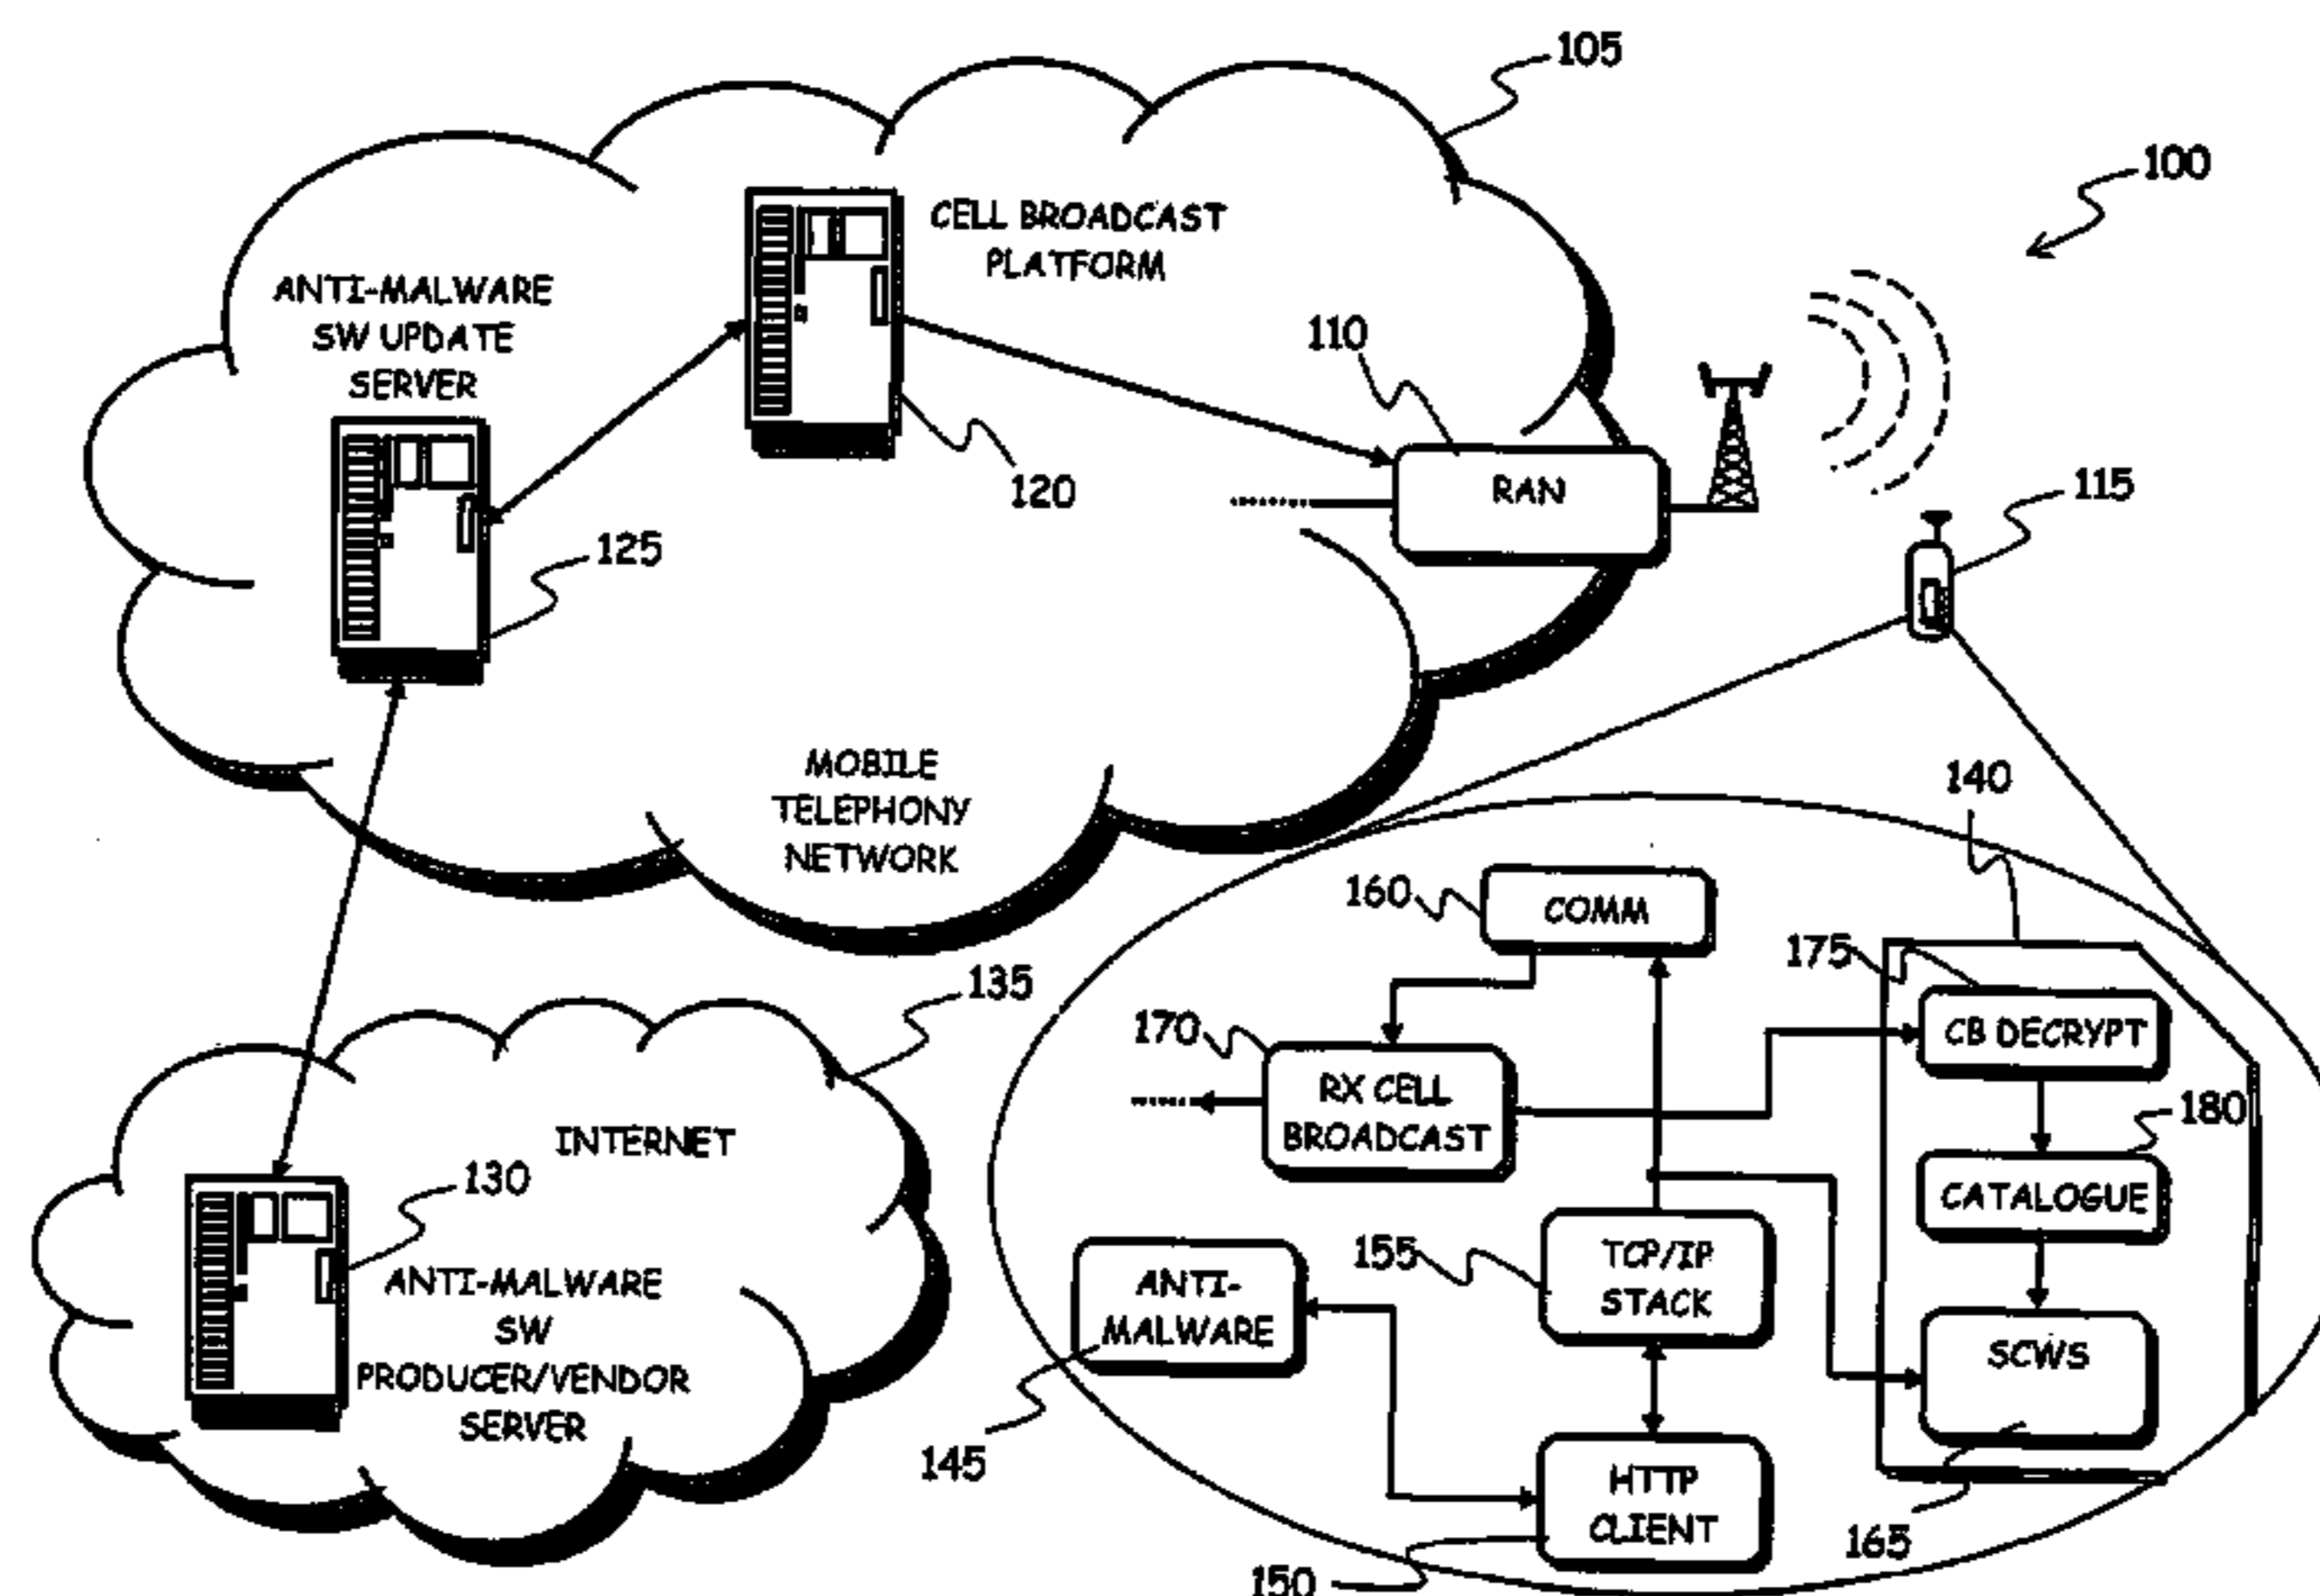 105
100
CELL BROADCAST
PLATFORM
ANTI-MALWARE
SW UPDATE
SERVER
110
120
RAN
115
125
MOBILE
TELEPHONY
NETWORK
140
160
COMM
175
135
170
CB DECRYPT
RX CELL
BROADCAST
180
INTERNET
130
CATALOGUE
155
TCP/IP
STACK
ANTI-
MALWARE
ANTI-MALWARE
SW
PRODUCER/VENDOR
SERVER
SCWS
145
HTTP
CLIENT
165
150